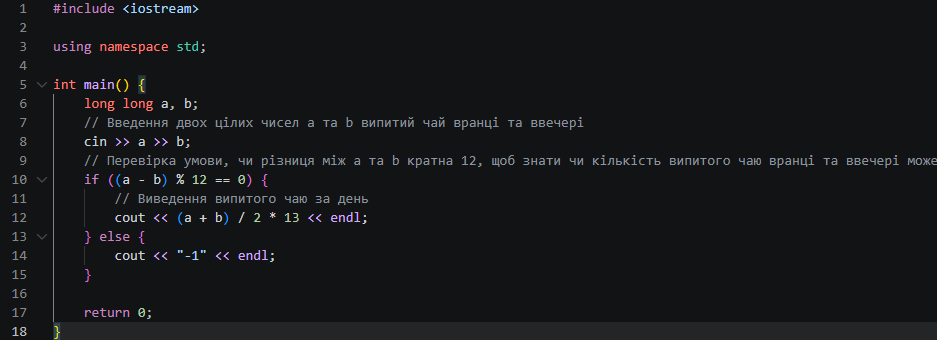 1 #include <iostream>
2
3 using namespace std;
4
5 int main() {
6 long long a, b;
7 // Введення двох цілих чисел a та b випитий чай вранці та ввечері
8 cin >> a >> b;
9 // Перевірка умови, чи різниця між a та b кратна 12, щоб знати чи кількість випитого чаю вранці та ввечері може
10 if ((a - b) % 12 == 0) {
11 // Виведення випитого чаю за день
12 cout << (a + b) / 2 * 13 << endl;
13 } else {
14 cout << "-1" << endl;
15 }
16
17 return 0;
18 }